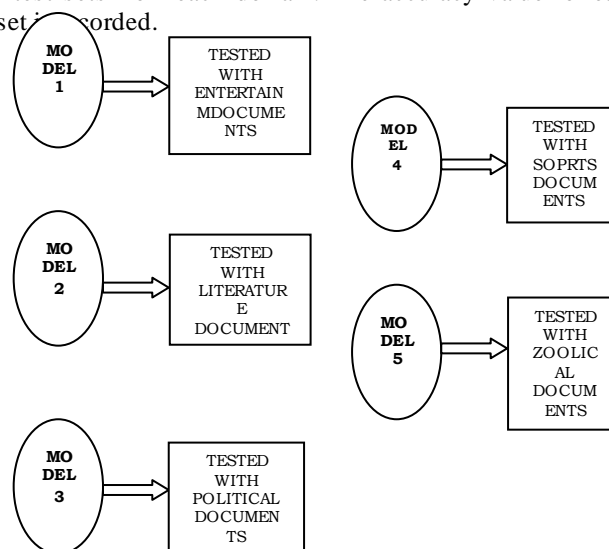 set i corded.
MO
DEL
1
TESTED
WITH
ENTERTAIN
MDOCUME
NTS
MO
DEL
2
TESTED
WITH
LITERATUR
E
DOCUMENT
MO
DEL
3
TESTED
WITH
POLITICAL
DOCUMEN
TS
MOD
EL
4
TESTED
WITH
SOPRTS
DOCUM
ENTS
MO
DEL
5
TESTED
WITH
ZOOLIC
AL
DOCUM
ENTS